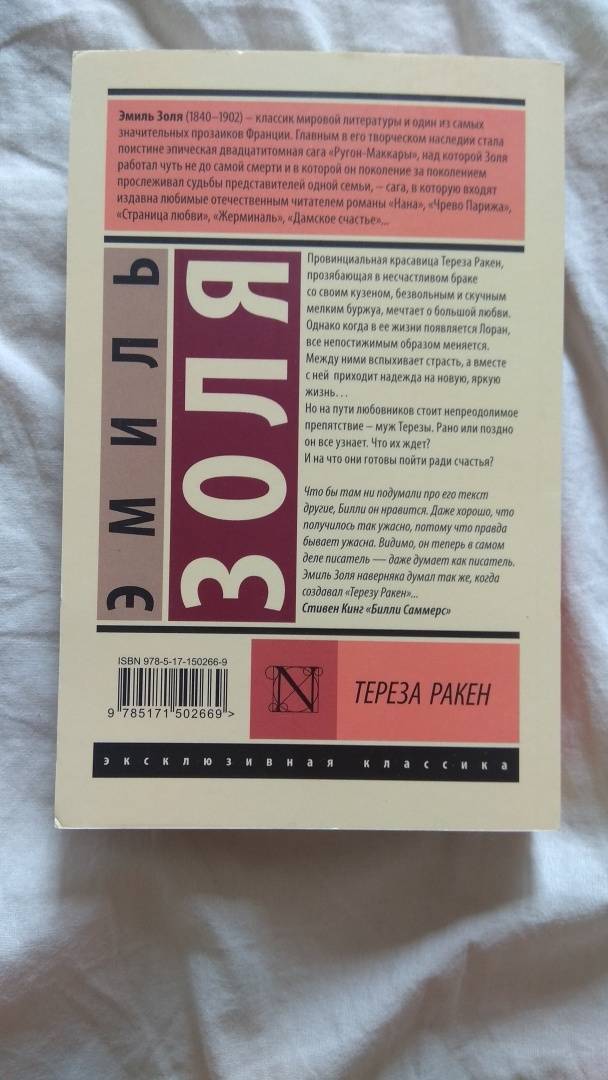 Эмиль Золя (1840–1902) – классик мировой литературы и один из самых
значительных прозаиков Франции. Главным в его творческом наследии стала
поистине эпическая двадцатитомная сага «Ругон-Маккары», над которой Золя
работал чуть не до самой смерти и в которой он поколение за поколением
прослеживал судьбы представителей одной семьи, – сага, в которую входят
издавна любимые отечественным читателем романы «Нана», «Чрево Парижа»,
«Страница любви», «Жерминаль», «Дамское счастье»...
ЭМИЛЬ
ЗОЛЯ
Провинциальная красавица Тереза Ракен,
прозябающая в несчастливом браке
со своим кузеном, безвольным и скучным
мелким буржуа, мечтает о большой любви.
Однако когда в ее жизни появляется Лоран,
все непостижимым образом меняется.
Между ними вспыхивает страсть, а вместе
с ней приходит надежда на новую, яркую
жизнь...
Но на пути любовников стоит непреодолимое
препятствие – муж Терезы. Рано или поздно
он все узнает. Что их ждет?
И на что они готовы пойти ради счастья?
Что бы там ни подумали про его текст
другие, Билли он нравится. Даже хорошо, что
получилось так ужасно, потому что правда
бывает ужасна. Видимо, он теперь в самом
деле писатель — даже думает как писатель.
Эмиль Золя наверняка думал так же, когда
создавал «Терезу Ракен»...
Стивен Кинг «Билли Саммерс»
ISBN 978-5-17-150266-9
9 785171 502669 >
N
ТЕРЕЗА РАКЕН
эксклюзивная классика